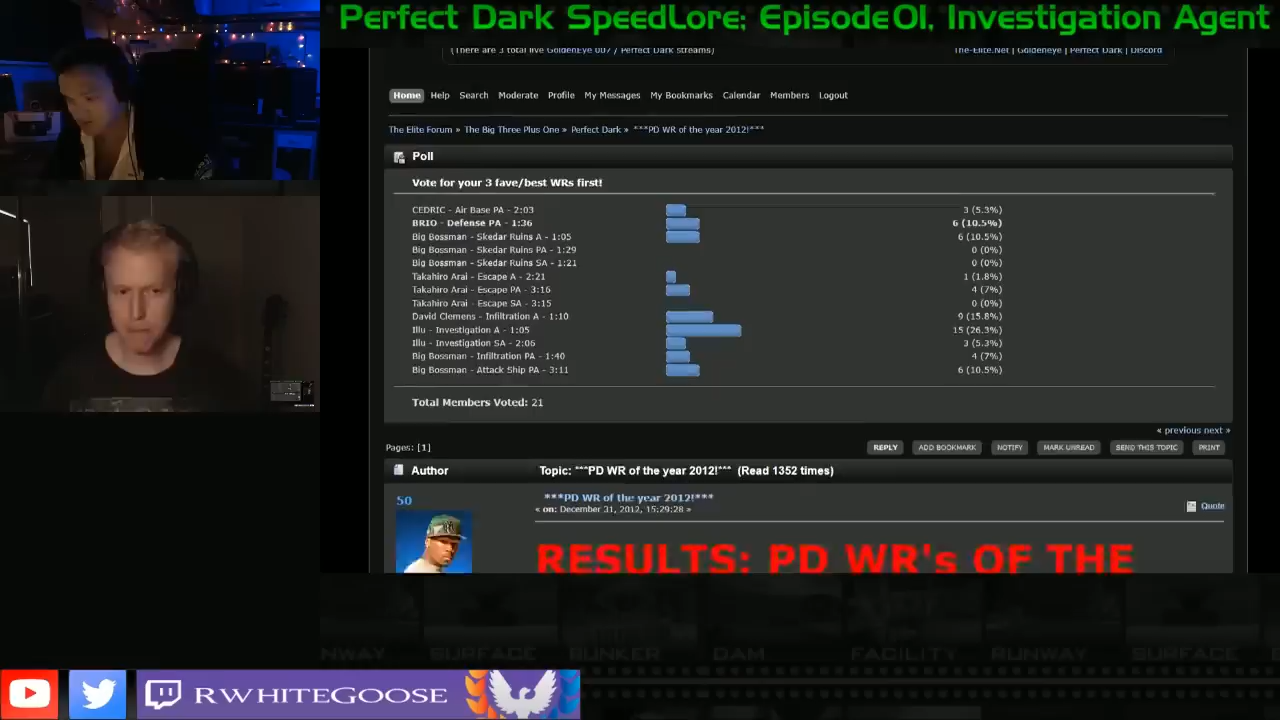 Perfect Dark SpeedLore; Episode01, Investigation Agent
(There are 3 total live GoldenEye 007 / Perfect Dark streams)
The-Elite.Net | Goldeneye | Perfect Dark | Discord
Home Help Search Moderate Profile My Messages My Bookmarks Calendar Members Logout
The Elite Forum » The Big Three Plus One » Perfect Dark » ***PD WR of the year 2012!***
Poll
Vote for your 3 fave/best WRs first!
CEDRIC - Air Base PA - 2:03 3 (5.3%)
BRIO - Defense PA - 1:36 6 (10.5%)
Big Bossman - Skedar Ruins A - 1:05 6 (10.5%)
Big Bossman - Skedar Ruins PA - 1:29 0 (0%)
Big Bossman - Skedar Ruins SA - 1:21 0 (0%)
Takahiro Arai - Escape A - 2:21 1 (1.8%)
Takahiro Arai - Escape PA - 3:16 4 (7%)
Takahiro Arai - Escape SA - 3:15 0 (0%)
David Clemens - Infiltration A - 1:10 9 (15.8%)
Illu - Investigation A - 1:05 15 (26.3%)
Illu - Investigation SA - 2:06 3 (5.3%)
Big Bossman - Infiltration PA - 1:40 4 (7%)
Big Bossman - Attack Ship PA - 3:11 6 (10.5%)
Total Members Voted: 21
« previous next »
Pages: [1]
REPLY ADD BOOKMARK NOTIFY MARK UNREAD SEND THIS TOPIC PRINT
Author Topic: ***PD WR of the year 2012!*** (Read 1352 times)
50
***PD WR of the year 2012!***
« on: December 31, 2012, 15:29:28 »
Quote
RESULTS: PD WR's OF THE
NWAY SURFACE BUNKER DAM FACILITY RUNWAY SURFACE
RWHITEGOOSE